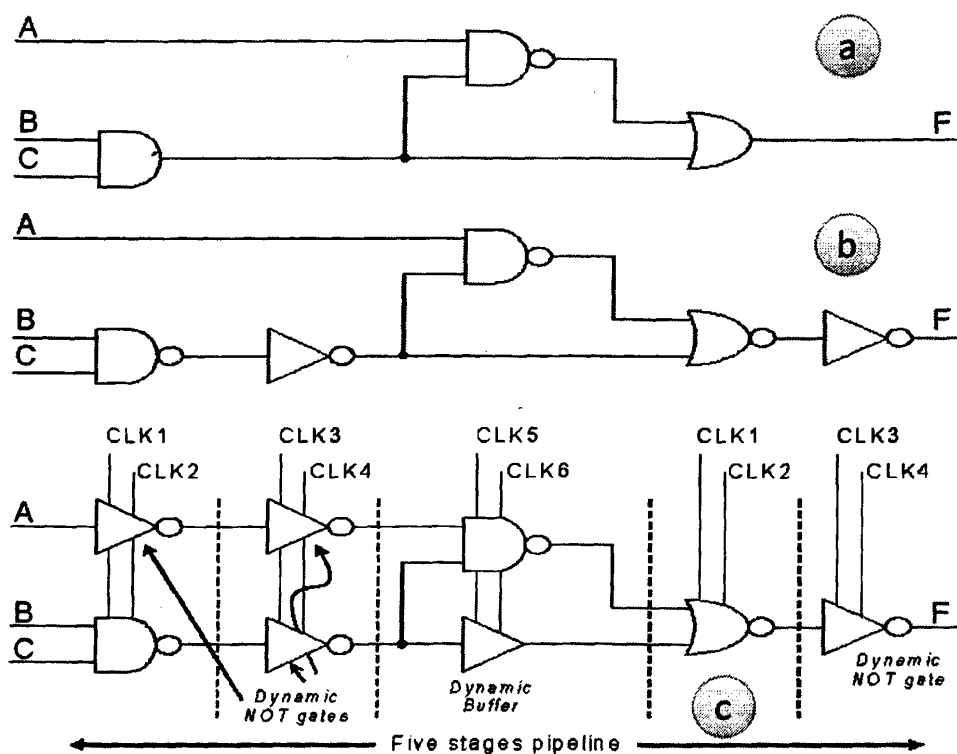 A
a
B
C
F
A
b
B
C
F
CLK1
CLK3
CLK5
CLK1
CLK3
CLK2
CLK4
CLK6
CLK2
CLK4
A
B
C
F
Dynamic
NOT gates
Dynamic
Buffer
Dynamic
NOT gate
c
Five stages pipeline